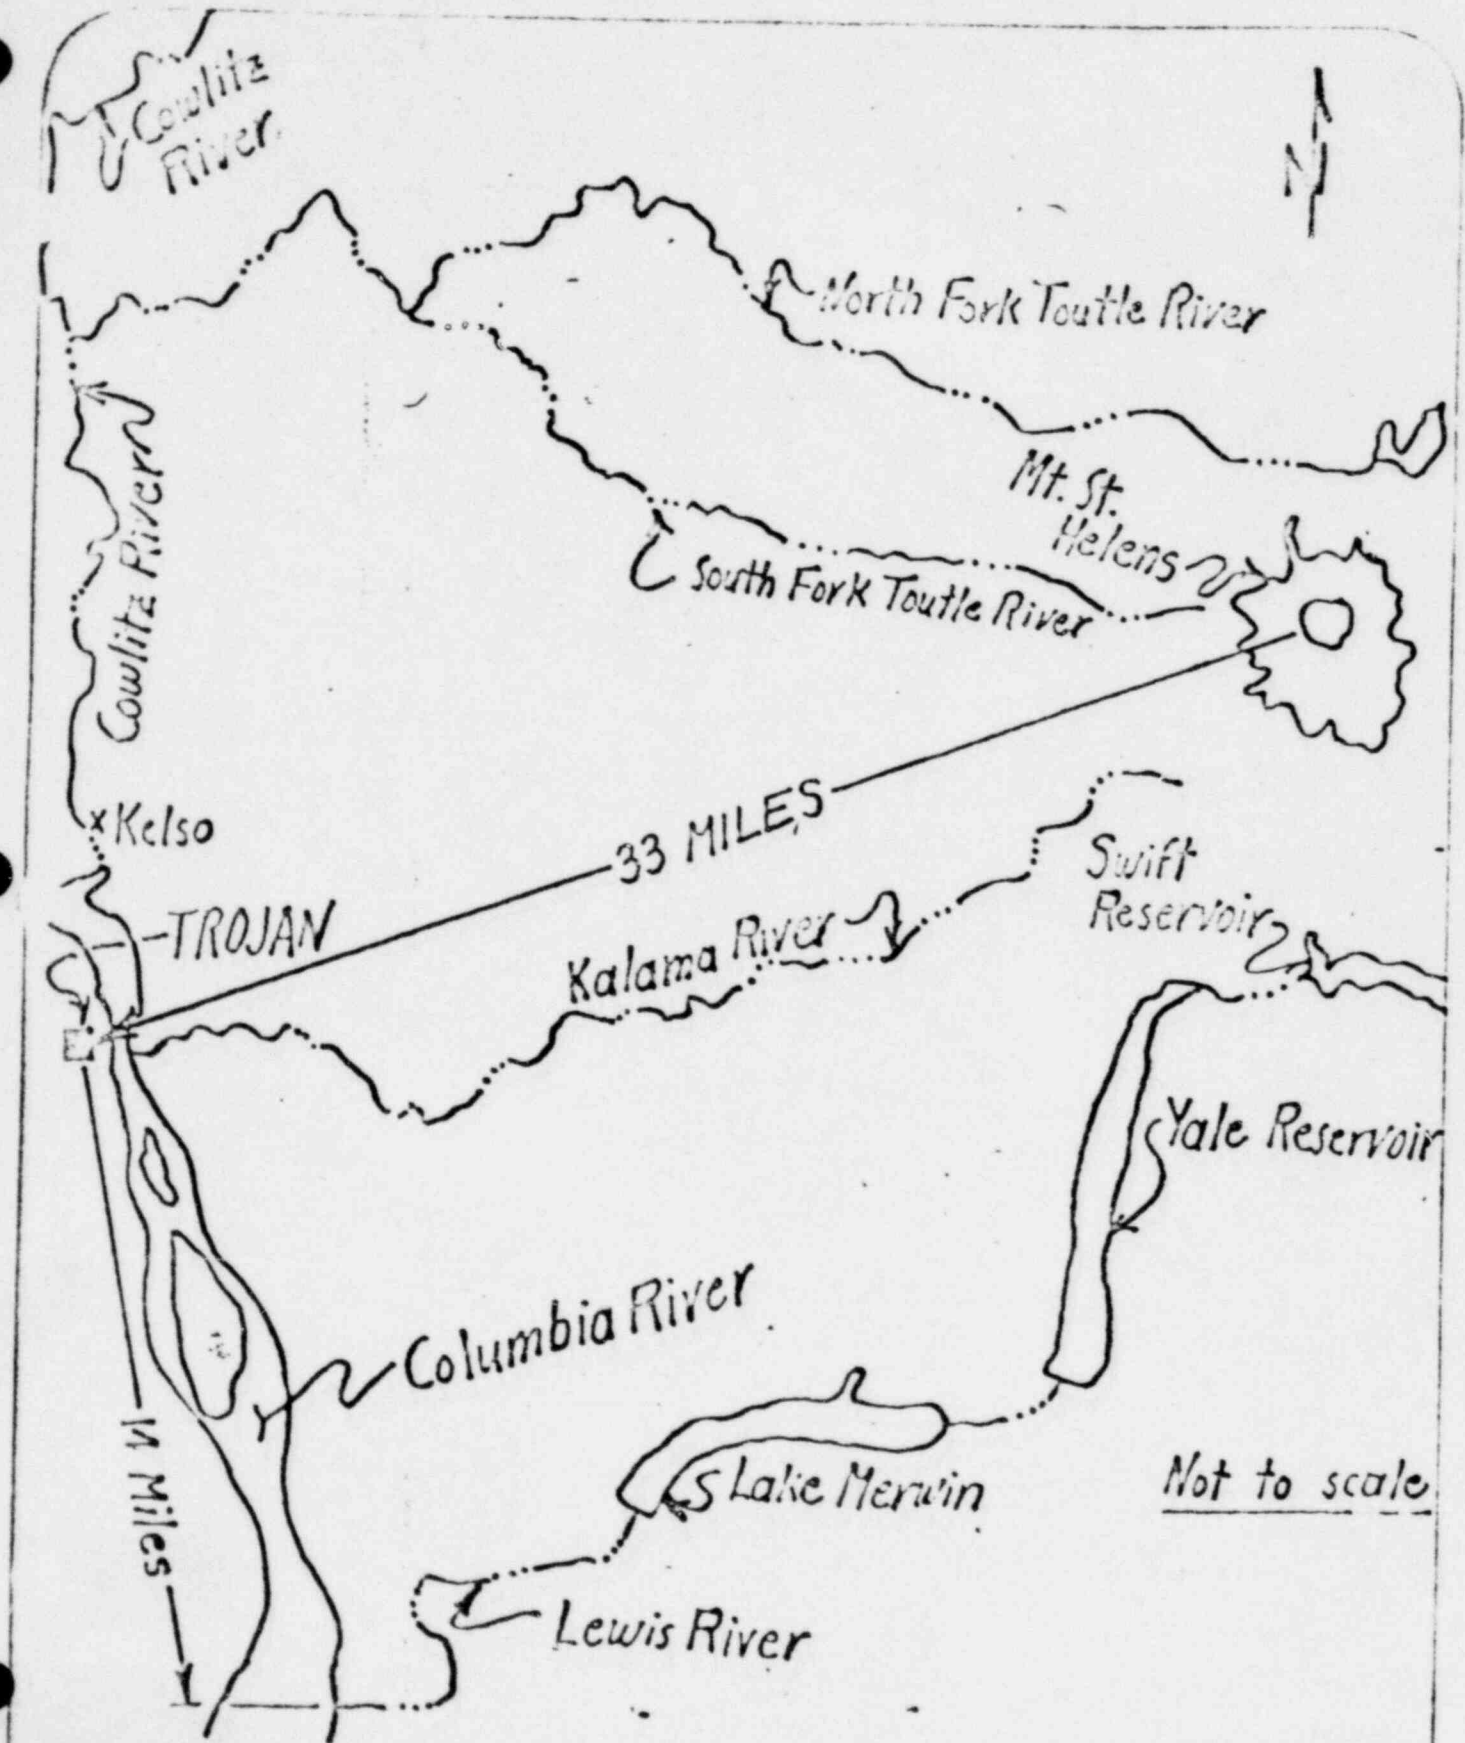 Cowlitz
River
N
North Fork Toutle River
Mt. St.
Helens
South Fork Toutle River
Cowlitz River
Kelso
33 MILES
TROJAN
Swift
Reservoir
Kalama River
Yale Reservoir
Columbia River
14 Miles
Lake Merwin
Not to scale
Lewis River